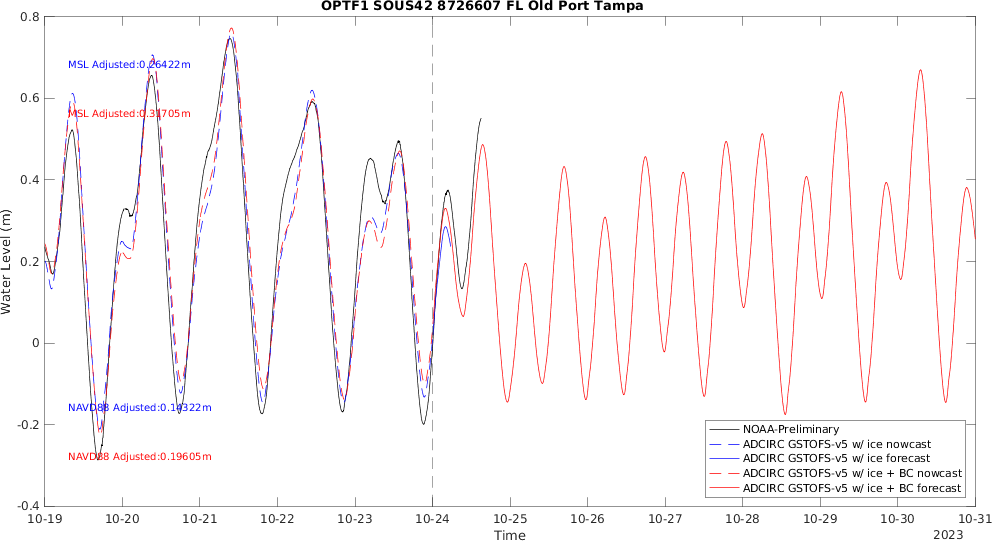 OPTF1 SOUS42 8726607 FL Old Port Tampa
0.8
0.6
0.4
0.2
0
-0.2
-0.4
Water Level (m)
MSL Adjusted:0.26422m
MSL Adjusted:0.31705m
NAVD88 Adjusted:0.14322m
NAVD88 Adjusted:0.19605m
NOAA-Preliminary
ADCIRC GSTOFS-v5 w/ ice nowcast
ADCIRC GSTOFS-v5 w/ ice forecast
ADCIRC GSTOFS-v5 w/ ice + BC nowcast
ADCIRC GSTOFS-v5 w/ ice + BC forecast
10-19 10-20 10-21 10-22 10-23 10-24 10-25 10-26 10-27 10-28 10-29 10-30 10-31
Time
2023